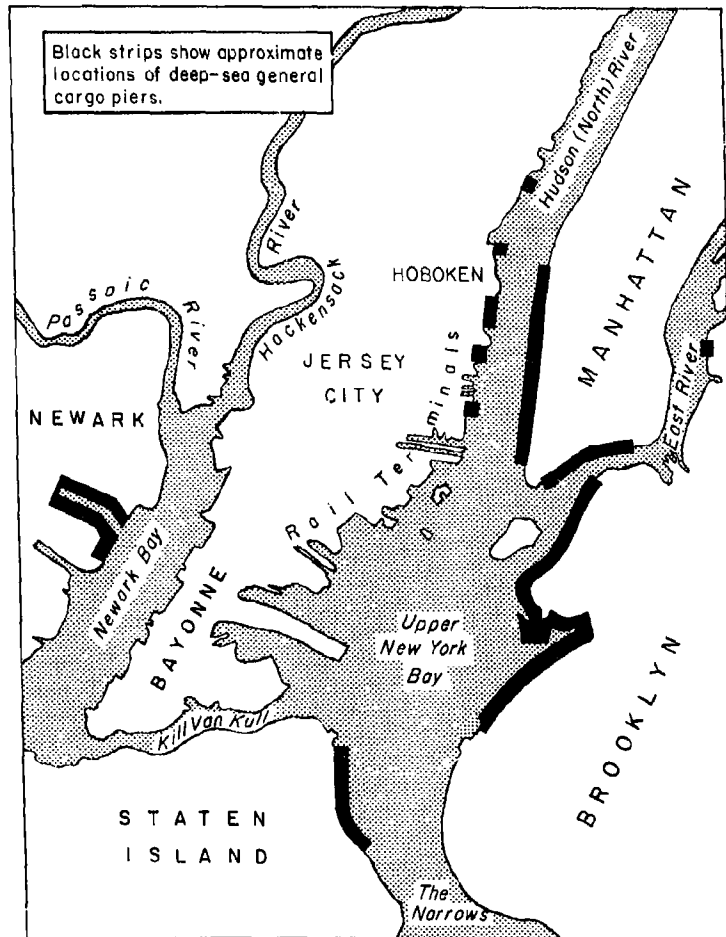 Black strips show approximate
locations of deep-sea general
cargo piers.
Hudson (North) River
MANHATTAN
River
Hackensack
HOBOKEN
Passaic
River
JERSEY
CITY
East River
NEWARK
Rail Terminals
Newark Bay
BAYONNE
Upper
New York
Bay
Kill Van Kull
BROOKLYN
STATEN
ISLAND
The
Narrows